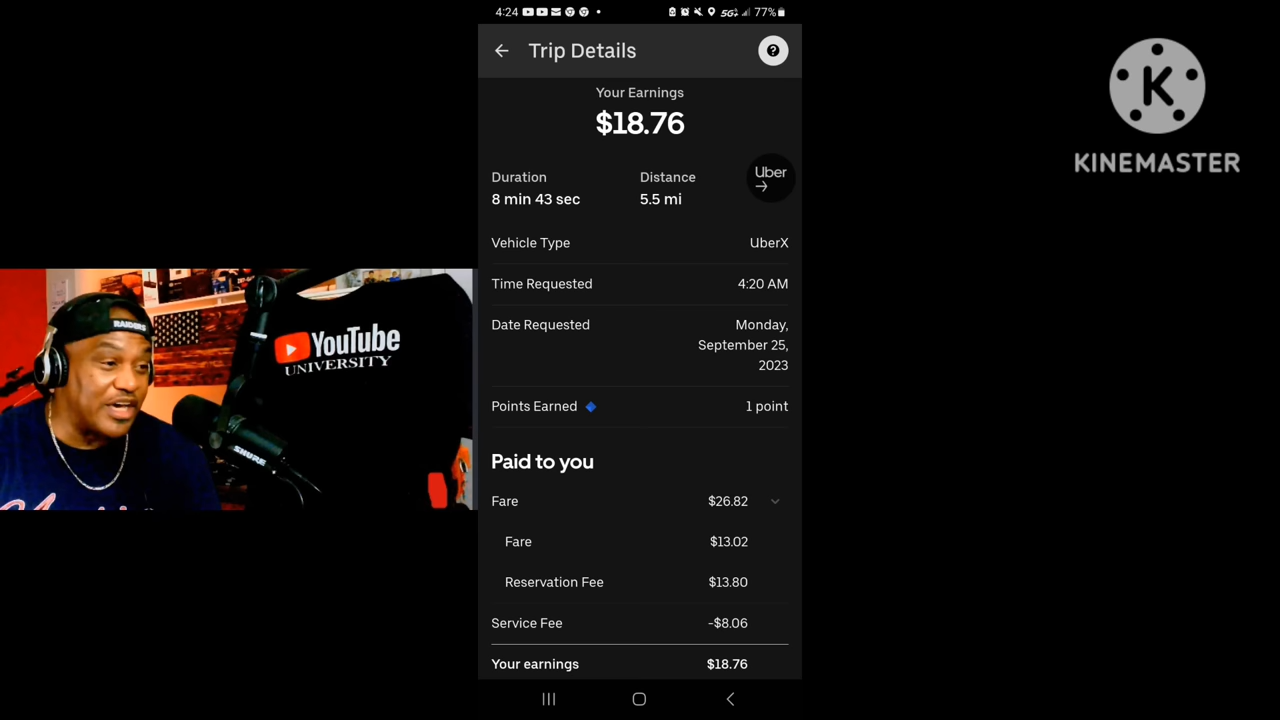 4:24
5G+
77%
Trip Details
?
Your Earnings
$18.76
Duration
Distance
Uber
8 min 43 sec
5.5 mi
Vehicle Type
UberX
Time Requested
4:20 AM
Date Requested
Monday,
September 25,
2023
Points Earned
1 point
Paid to you
Fare
$26.82
Fare
$13.02
Reservation Fee
$13.80
Service Fee
-$8.06
Your earnings
$18.76
RAIDERS
YouTube
UNIVERSITY
SHURE
K
KINEMASTER